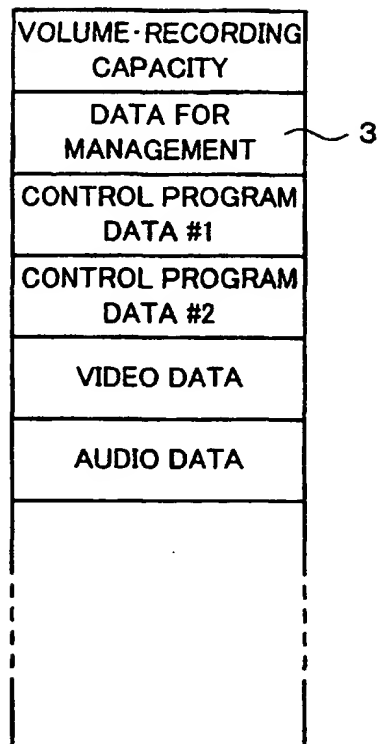 VOLUME·RECORDING
CAPACITY
DATA FOR
MANAGEMENT
3
CONTROL PROGRAM
DATA #1
CONTROL PROGRAM
DATA #2
VIDEO DATA
AUDIO DATA